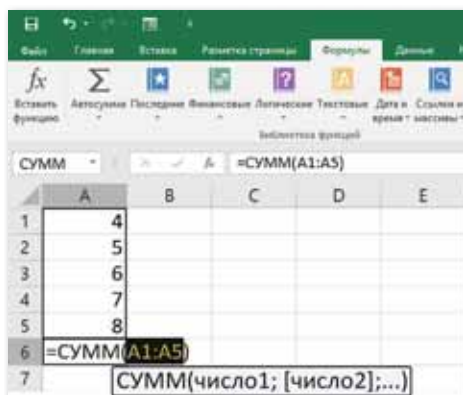 Файл Главная Вставка Разметка страницы Формулы Данные
fx Σ
Вставить функцию Автосумма Последние Финансовые Логические Текстовые Дата и время Ссылки и массивы
Библиотека функций
СУММ =СУММ(A1:A5)
A B C D E
1 4
2 5
3 6
4 7
5 8
6 =СУММ(A1:A5)
7 СУММ(число1; [число2];...)